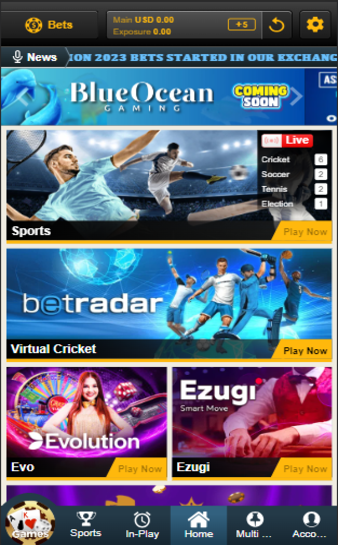 Bets
Main USD 0.00
Exposure 0.00
+5
News
ION 2023 BETS STARTED IN OUR EXCHANG
BlueOcean
GAMING
COMING
SOON
AS
Live
Cricket 6
Soccer 2
Tennis 2
Election 1
Sports
Play Now
betradar
Virtual Cricket
Play Now
Evolution
Evo
Play Now
Ezugi
Smart Move
Ezugi
Play Now
Games
Sports
In-Play
Home
Multi ...
Acco...